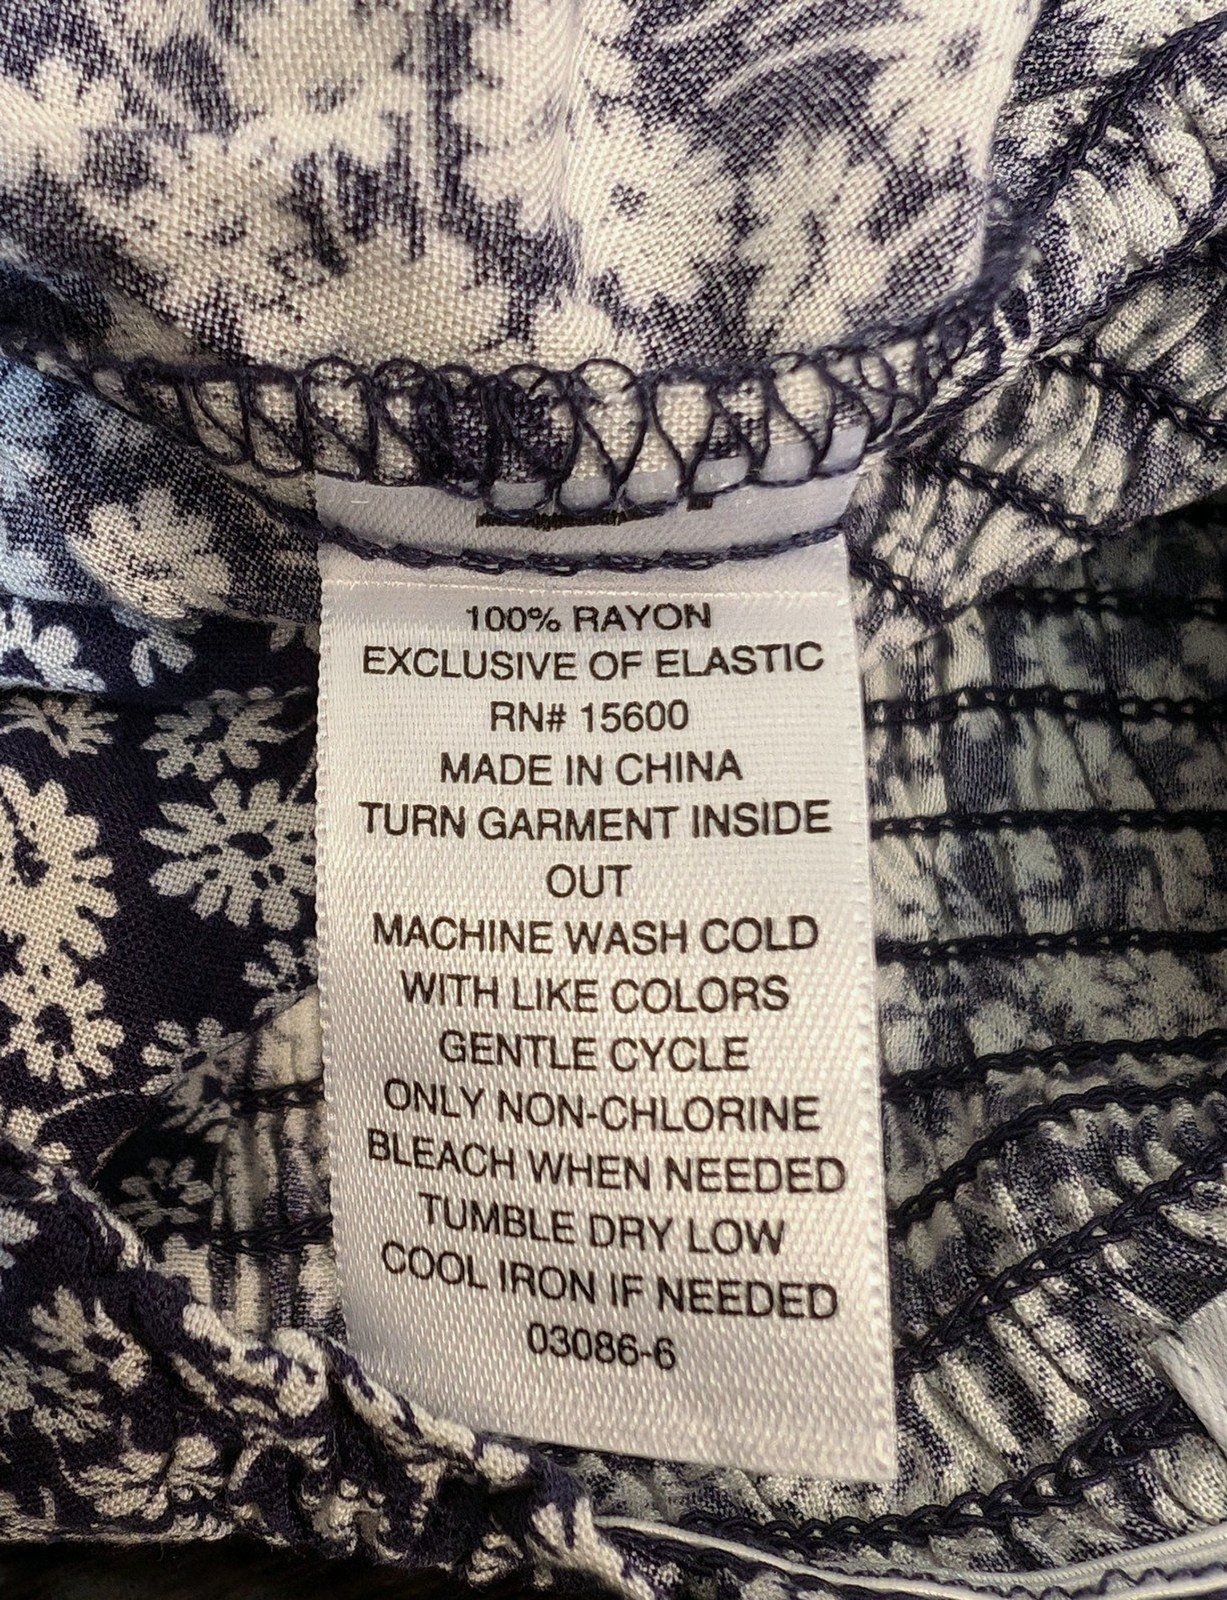 100% RAYON
EXCLUSIVE OF ELASTIC
RN# 15600
MADE IN CHINA
TURN GARMENT INSIDE
OUT
MACHINE WASH COLD
WITH LIKE COLORS
GENTLE CYCLE
ONLY NON-CHLORINE
BLEACH WHEN NEEDED
TUMBLE DRY LOW
COOL IRON IF NEEDED
03086-6